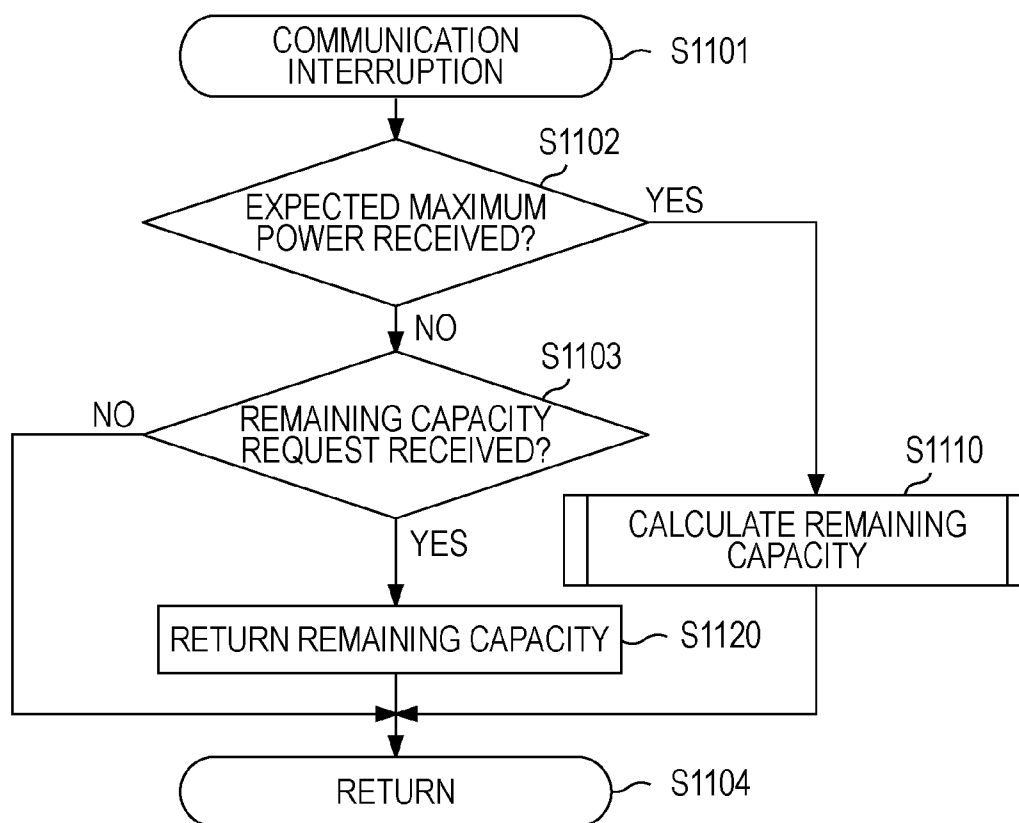 COMMUNICATION
INTERRUPTION
S1101
S1102
EXPECTED MAXIMUM
POWER RECEIVED?
YES
NO
S1103
NO
REMAINING CAPACITY
REQUEST RECEIVED?
S1110
YES
CALCULATE REMAINING
CAPACITY
RETURN REMAINING CAPACITY
S1120
RETURN
S1104